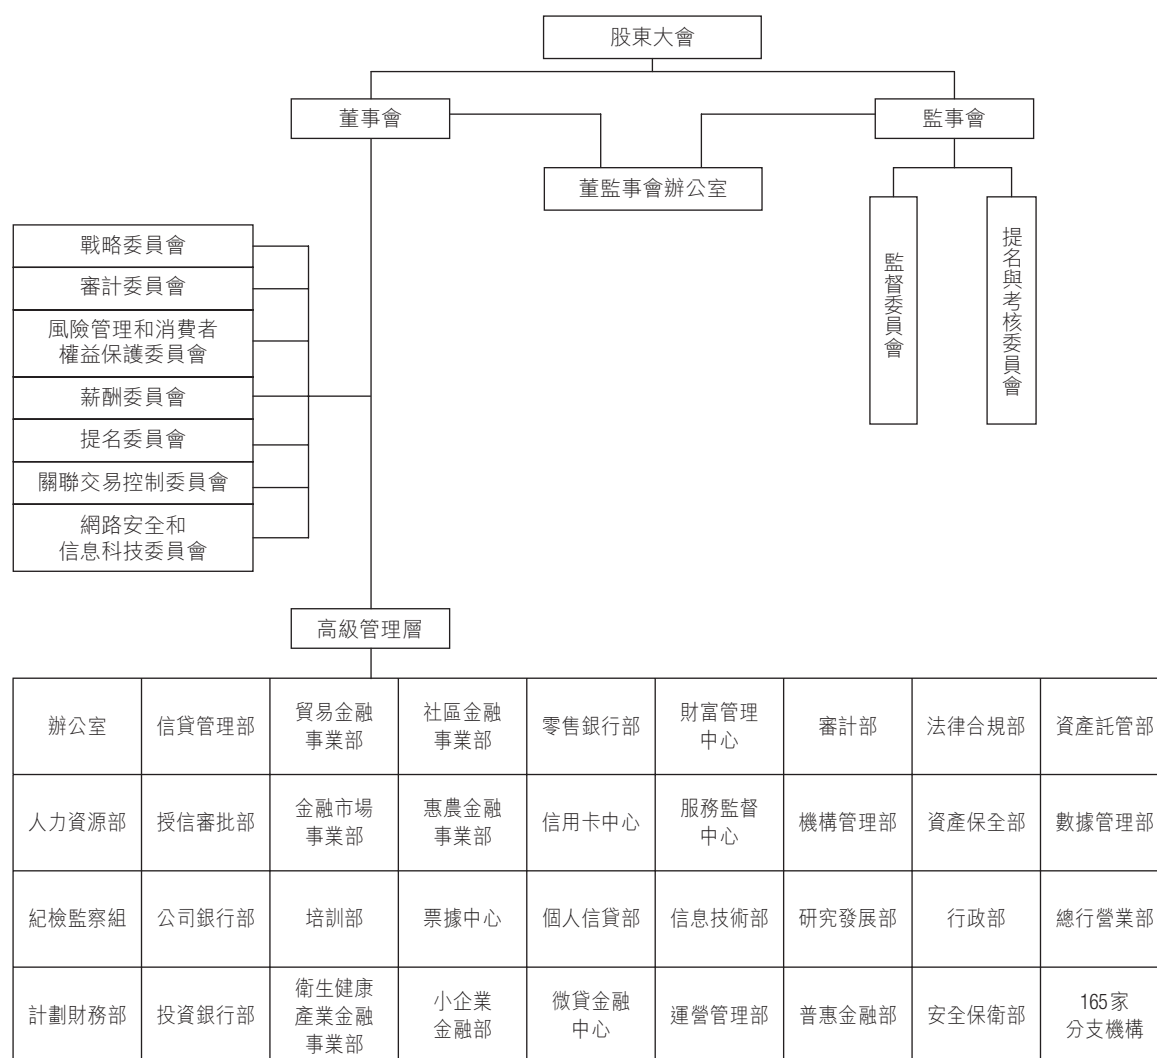 股東大會
董事會
監事會
董監事會辦公室
監督委員會
提名與考核委員會
戰略委員會
審計委員會
風險管理和消費者
權益保護委員會
薪酬委員會
提名委員會
關聯交易控制委員會
網路安全和
信息科技委員會
高級管理層
辦公室
信貸管理部
貿易金融
事業部
社區金融
事業部
零售銀行部
財富管理
中心
審計部
法律合規部
資產託管部
人力資源部
授信審批部
金融市場
事業部
惠農金融
事業部
信用卡中心
服務監督
中心
機構管理部
資產保全部
數據管理部
紀檢監察組
公司銀行部
培訓部
票據中心
個人信貸部
信息技術部
研究發展部
行政部
總行營業部
計劃財務部
投資銀行部
衛生健康
產業金融
事業部
小企業
金融部
微貸金融
中心
運營管理部
普惠金融部
安全保衛部
165家
分支機構